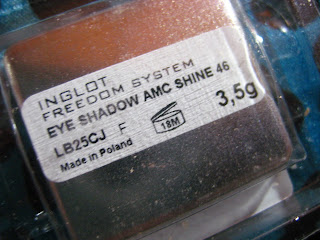 INGLOT
FREEDOM SYSTEM
EYE SHADOW AMC SHINE 46
LB25CJ F 18M 3,5g
Made in Poland